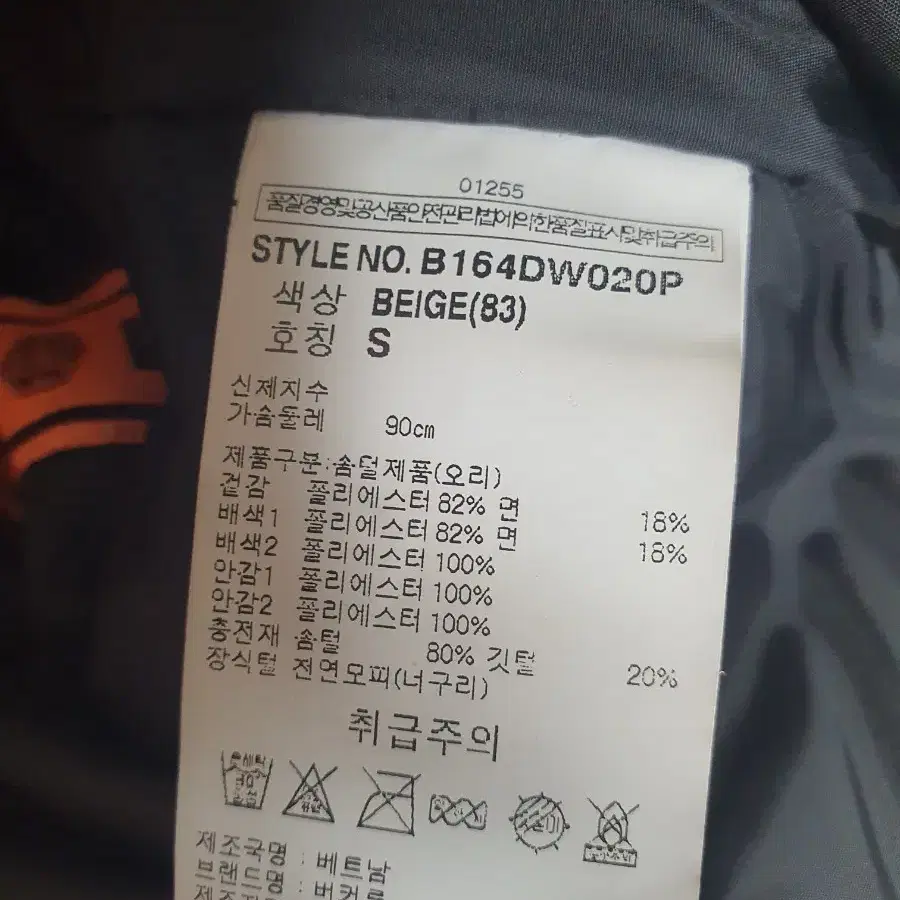 01255
품질경영및공산품안전관리법에의한품질표시및취급주의
STYLE NO. B164DW020P
색상 BEIGE(83)
호칭 S
신체치수
가슴둘레 90cm
제품구분:솜털제품(오리)
겉감 폴리에스터 82% 면 18%
배색1 폴리에스터 82% 면 18%
배색2 폴리에스터 100%
안감1 폴리에스터 100%
안감2 폴리에스터 100%
충전재 솜털 80% 깃털 20%
장식털 천연모피(너구리)
취급주의
제조국명 : 베트남
브랜드명 : 버커루